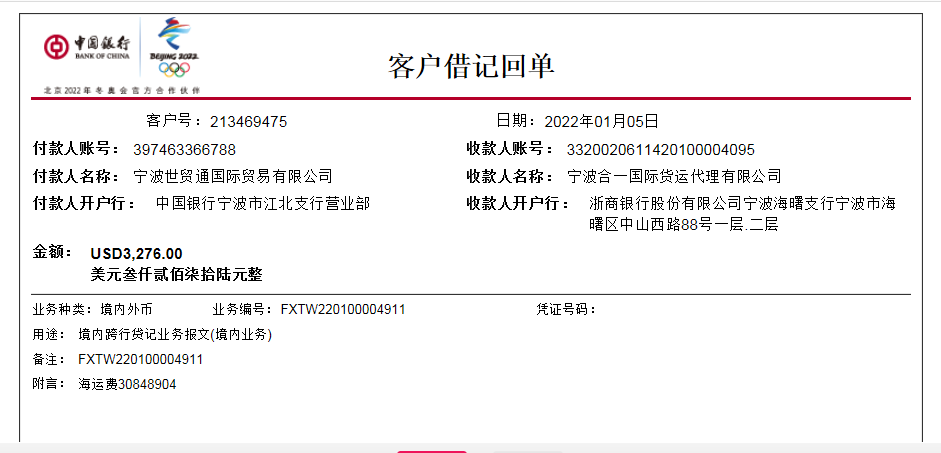 中国银行
BANK OF CHINA
BEIJING 2022
北京2022年冬奥会官方合作伙伴
客户借记回单
客户号：213469475 日期：2022年01月05日
付款人账号：397463366788 收款人账号：3320020611420100004095
付款人名称：宁波世贸通国际贸易有限公司 收款人名称：宁波合一国际货运代理有限公司
付款人开户行：中国银行宁波市江北支行营业部 收款人开户行：浙商银行股份有限公司宁波海曙支行宁波市海
曙区中山西路88号一层.二层
金额：USD3,276.00
美元叁仟贰佰柒拾陆元整
业务种类：境内外币 业务编号：FXTW220100004911 凭证号码：
用途：境内跨行贷记业务报文(境内业务)
备注：FXTW220100004911
附言：海运费30848904